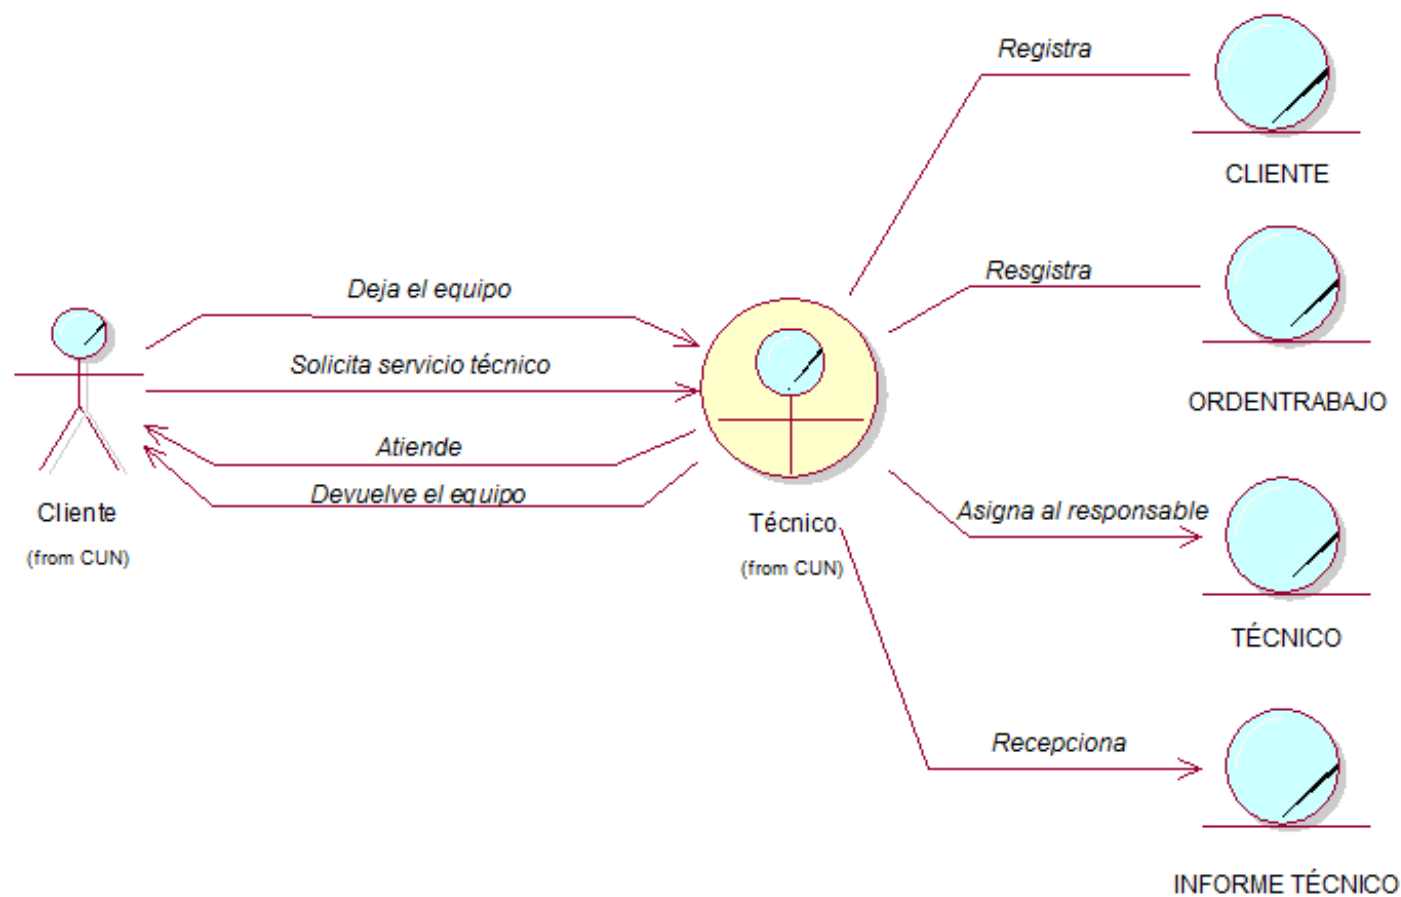 Registra
CLIENTE
Resgistra
ORDENTRABAJO
Deja el equipo
Solicita servicio técnico
Atiende
Devuelve el equipo
Cliente
(from CUN)
Técnico
(from CUN)
Asigna al responsable
TÉCNICO
Recepciona
INFORME TÉCNICO